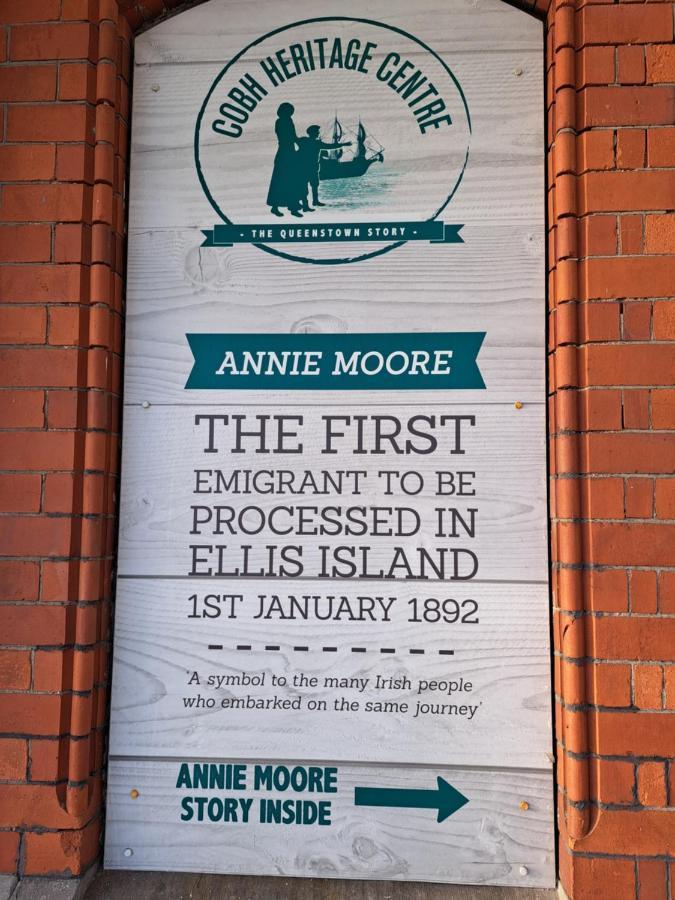 COBH HERITAGE CENTRE
- THE QUEENSTOWN STORY -
ANNIE MOORE
THE FIRST
EMIGRANT TO BE
PROCESSED IN
ELLIS ISLAND
1ST JANUARY 1892
'A symbol to the many Irish people
who embarked on the same journey'
ANNIE MOORE
STORY INSIDE